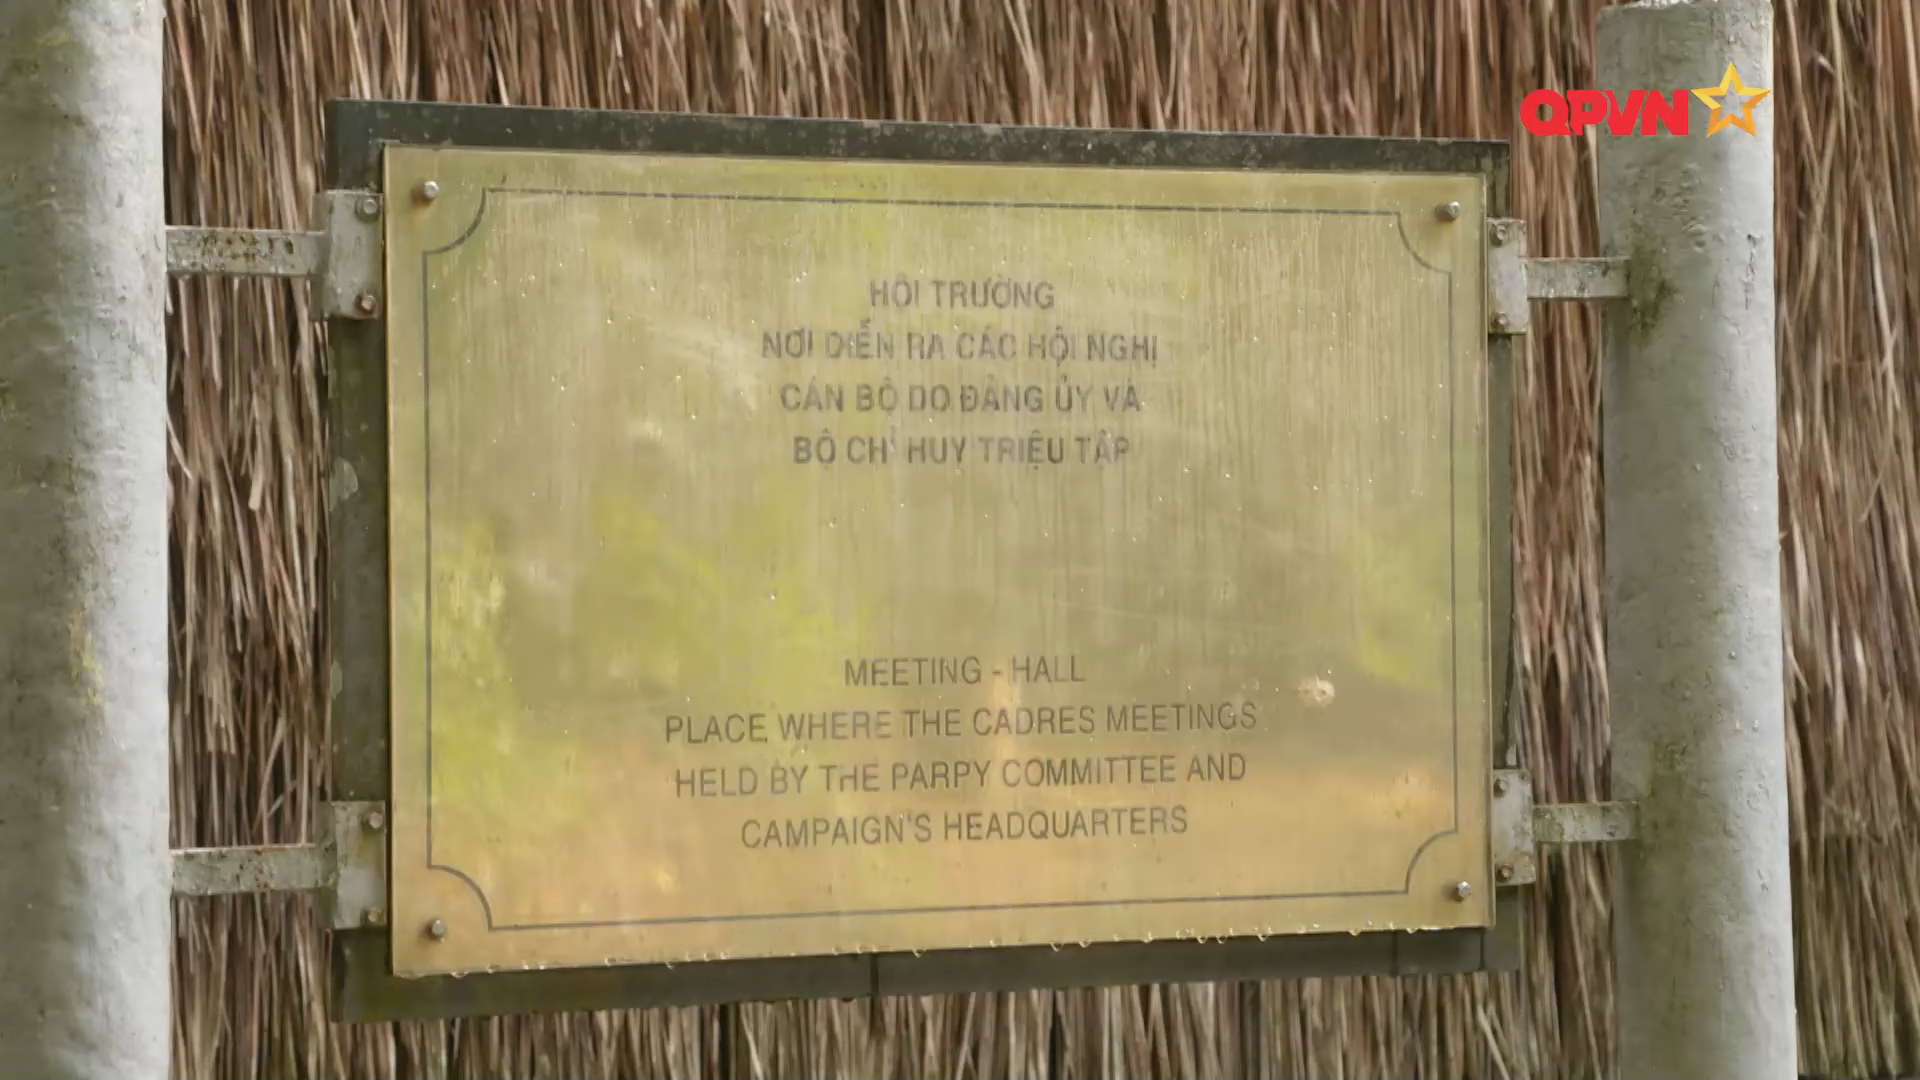 QPVN
HỘI TRƯỜNG
NƠI DIỄN RA CÁC HỘI NGHỊ
CÁN BỘ DO ĐẢNG ỦY VÀ
BỘ CHỈ HUY TRIỆU TẬP
MEETING - HALL
PLACE WHERE THE CADRES MEETINGS
HELD BY THE PARPY COMMITTEE AND
CAMPAIGN'S HEADQUARTERS